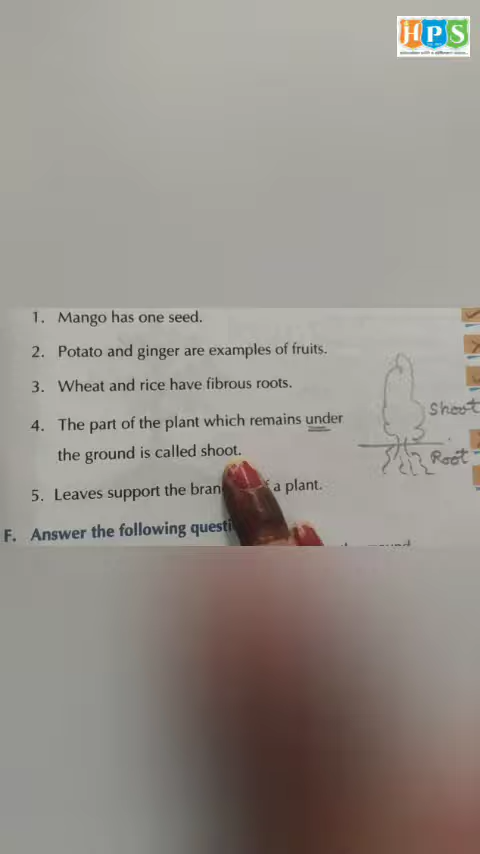 HPS
1. Mango has one seed.
2. Potato and ginger are examples of fruits.
3. Wheat and rice have fibrous roots.
4. The part of the plant which remains under
the ground is called shoot.
Shoot
Root
5. Leaves support the bran a plant.
F. Answer the following questi